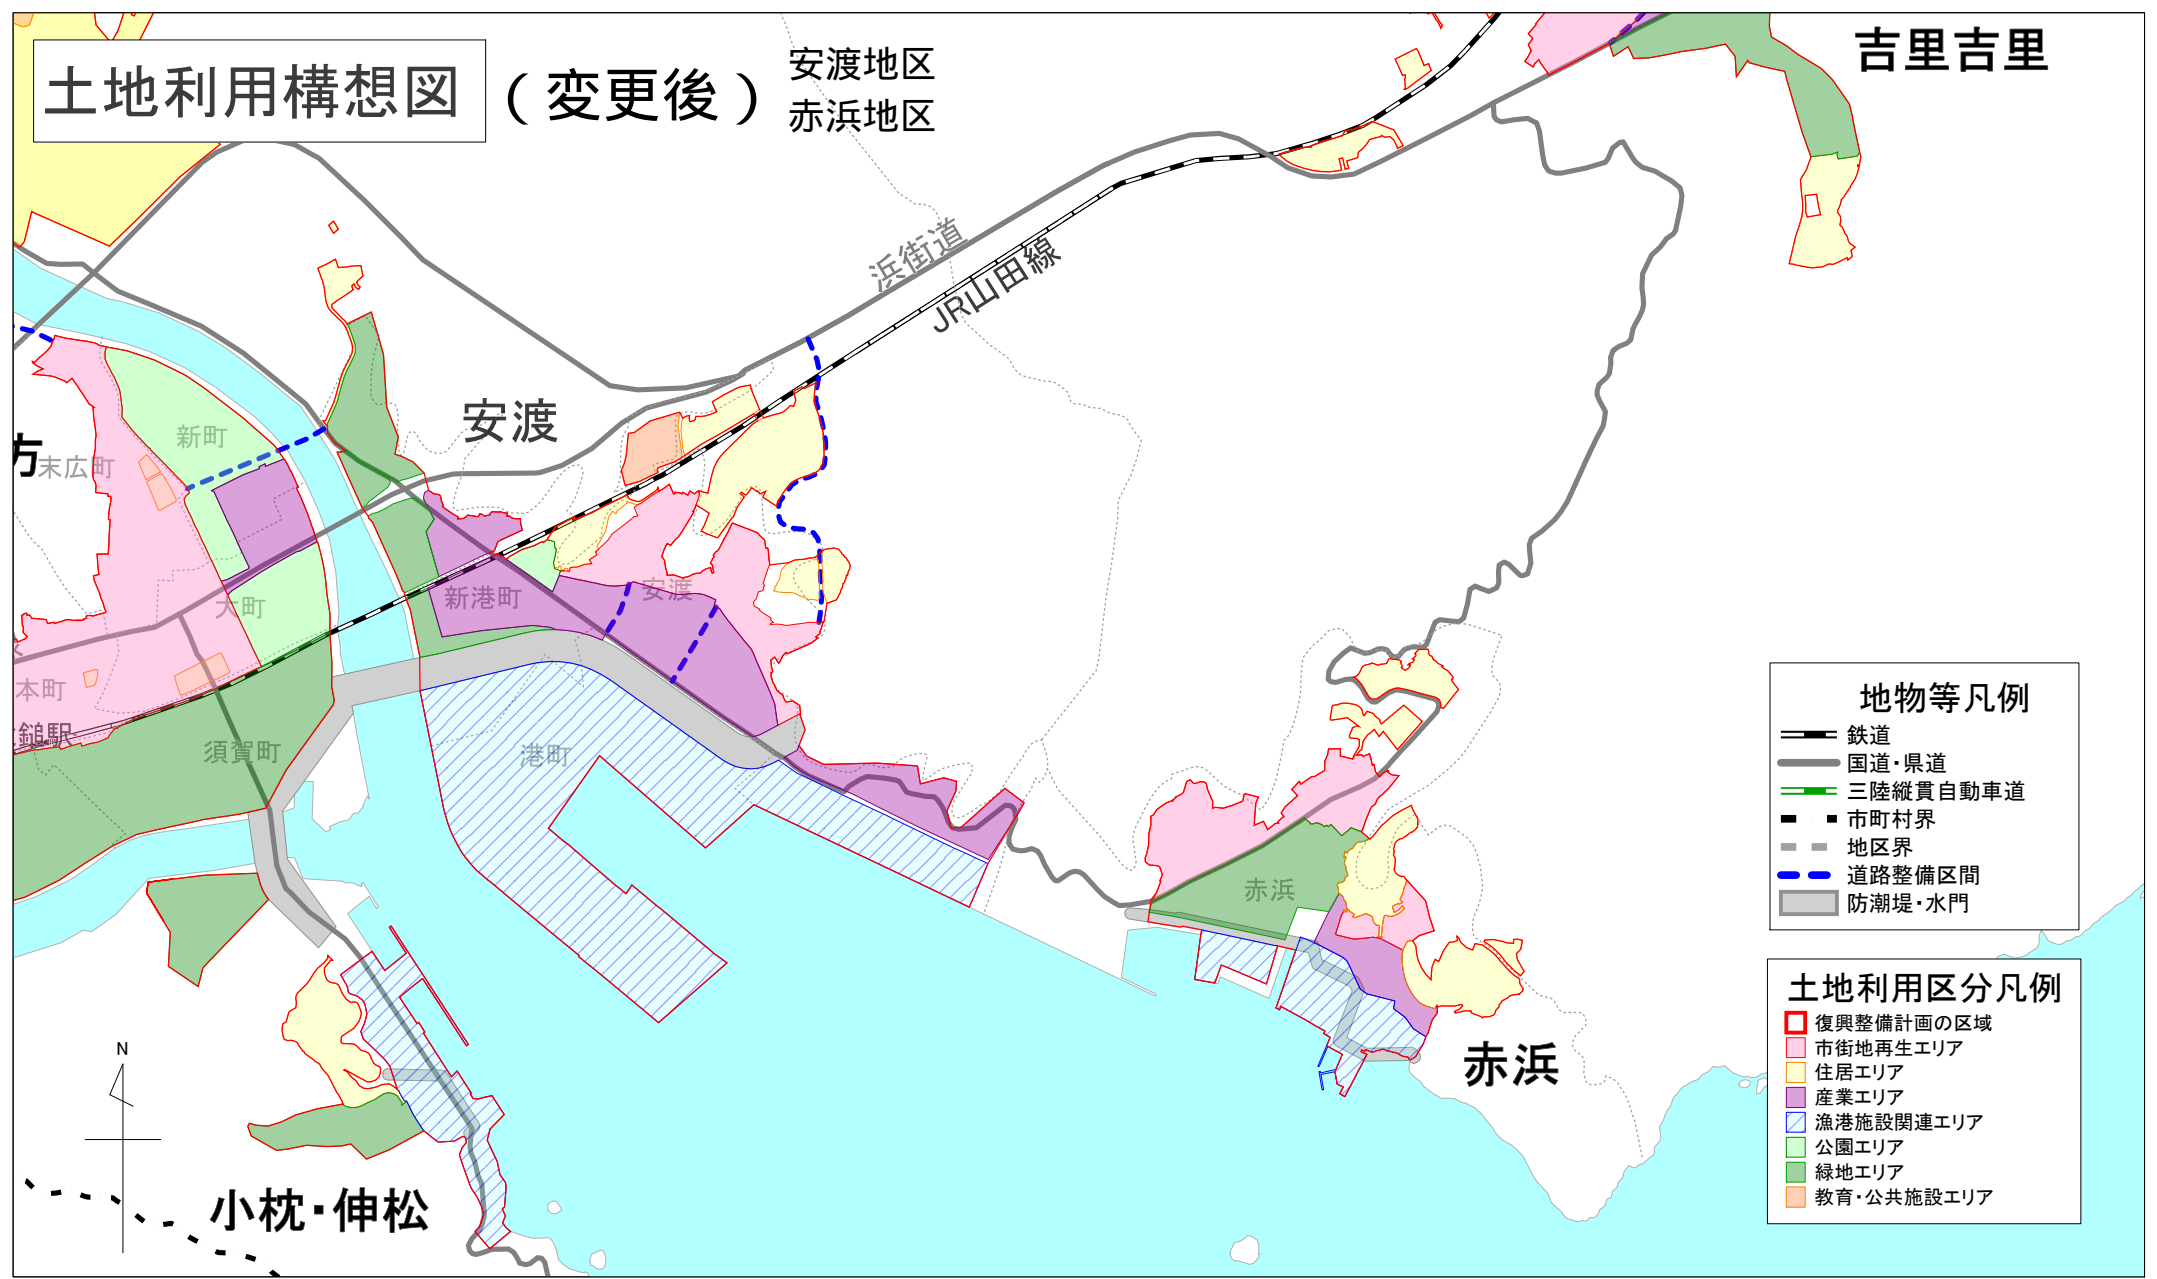 土地利用構想図
（変更後）
安渡地区
赤浜地区
吉里吉里
浜街道
JR山田線
安渡
新町
方
末広町
大町
新港町
安渡
本町
鎚駅
須賀町
港町
赤浜
赤浜
小枕・伸松
N
地物等凡例
鉄道
国道・県道
三陸縦貫自動車道
市町村界
地区界
道路整備区間
防潮堤・水門
土地利用区分凡例
復興整備計画の区域
市街地再生エリア
住居エリア
産業エリア
漁港施設関連エリア
公園エリア
緑地エリア
教育・公共施設エリア